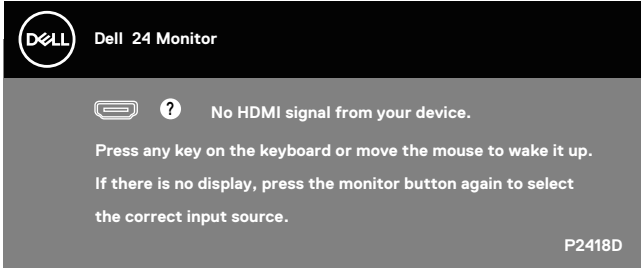 DELL
Dell 24 Monitor
? No HDMI signal from your device.
Press any key on the keyboard or move the mouse to wake it up.
If there is no display, press the monitor button again to select
the correct input source.
P2418D